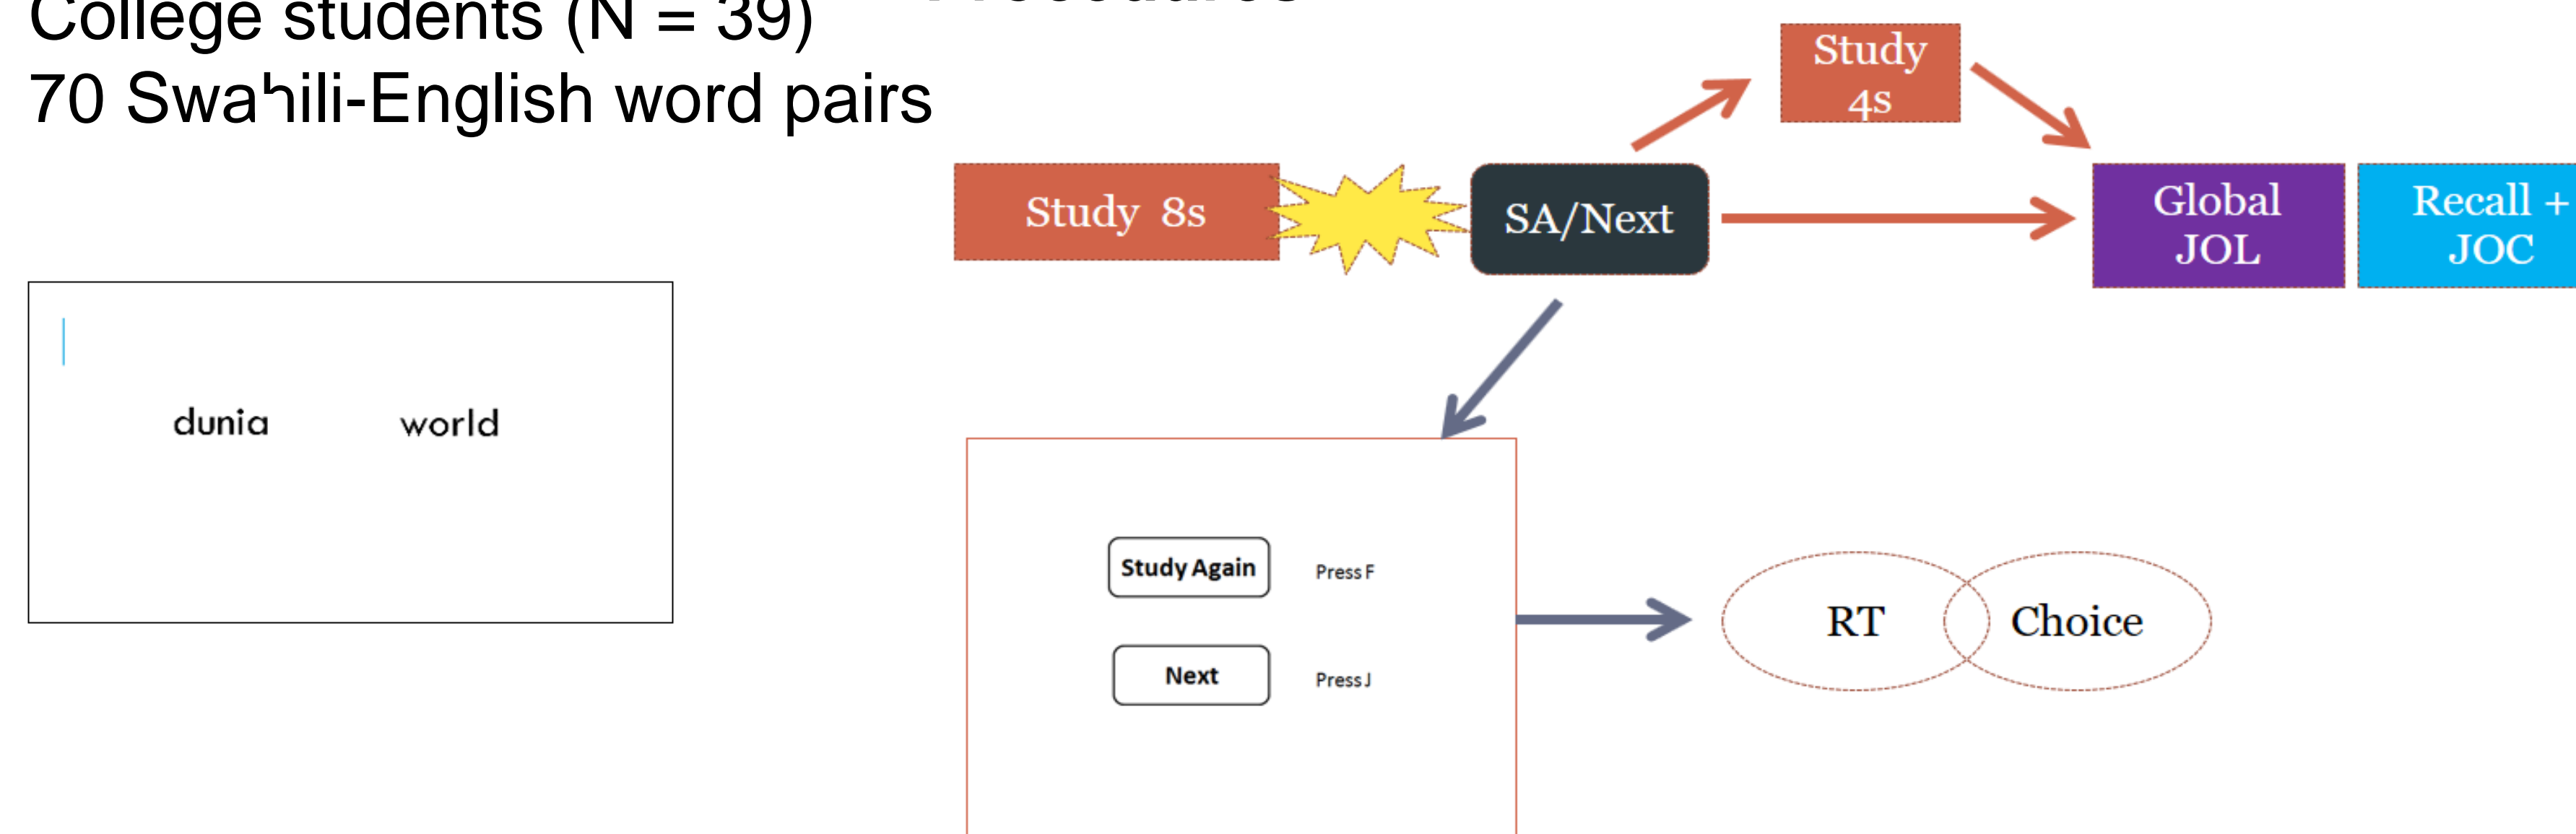 College students (N = 39)
Procedures
70 Swahili-English word pairs
Study
4s
Study 8s
SA/Next
Global
JOL
Recall +
JOC
dunia world
Study Again Press F
Next Press J
RT Choice